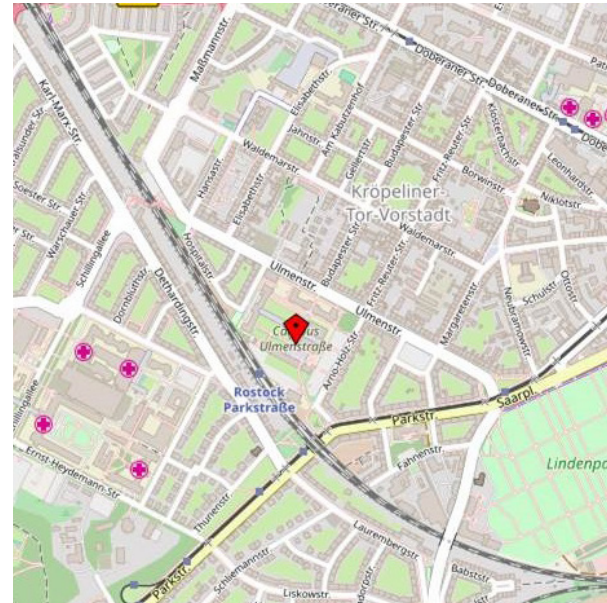 Maßmannstr.
Doberaner Str.
Doberaner Str.
Karl-Marx-Str.
Elisabethstr.
Am Kabutzenhof
Jahnstr.
Waldemarstr.
Gellertstr.
Budapester Str.
Fritz-Reuter-Str.
Klosterbachstr.
Leonhardstr.
Borwinstr.
Niklotstr.
Soester Str.
Warschauer Str.
Schillingallee
Hansastr.
Elisabethstr.
Kröpeliner-
Tor-Vorstadt
Waldemarstr.
Hospitalstr.
Dornblüthstr.
Dethardingstr.
Ulmenstr.
Budapester Str.
Fritz-Reuter-Str.
Margaretenstr.
Schulstr.
Ottostr.
Neubramowstr.
Ulmenstr.
Ulmenstraße
Arno-Holz-Str.
Rostock
Parkstraße
Saarpl.
Parkstr.
Fahnenstr.
Ernst-Heydemann-Str.
Thünenstr.
Laurembergstr.
Parkstr.
Schliemannstr.
Liskowstr.
Babststr.